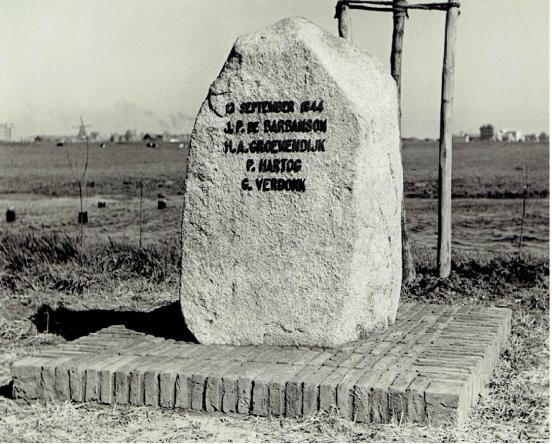 13 SEPTEMBER 1944
J.P. DE BARBANSON
H.A. GROENENDIJK
P. HARTOG
G. VERDONK